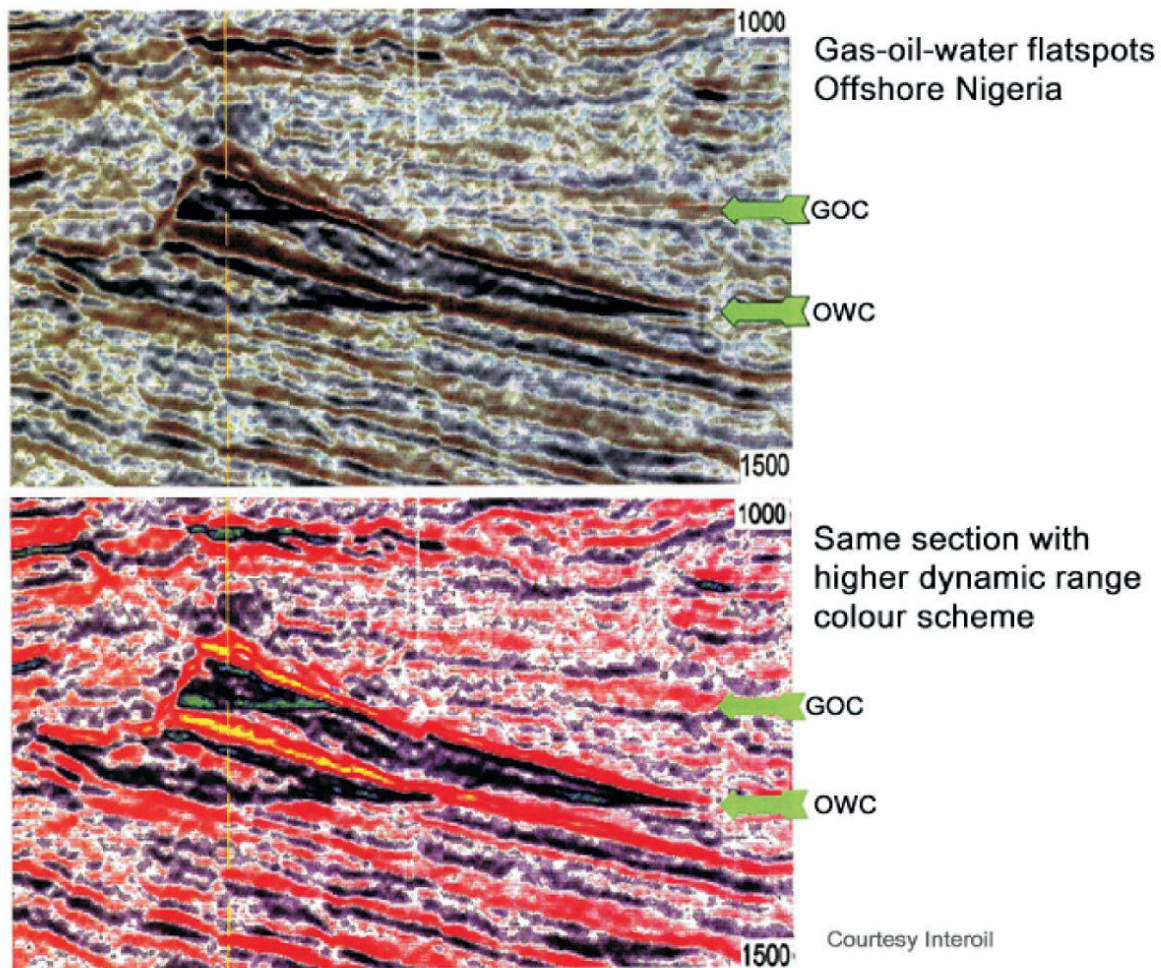 1000
Gas-oil-water flatspots
Offshore Nigeria
GOC
OWC
1500
1000
Same section with
higher dynamic range
colour scheme
GOC
OWC
Courtesy Interoil
1500